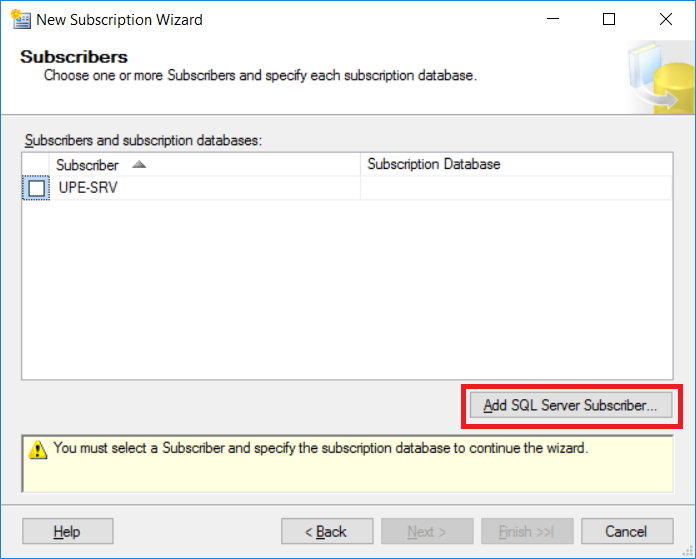 New Subscription Wizard
Subscribers
Choose one or more Subscribers and specify each subscription database.
Subscribers and subscription databases:
Subscriber Subscription Database
UPE-SRV
Add SQL Server Subscriber...
You must select a Subscriber and specify the subscription database to continue the wizard.
Help < Back Next > Finish >>| Cancel